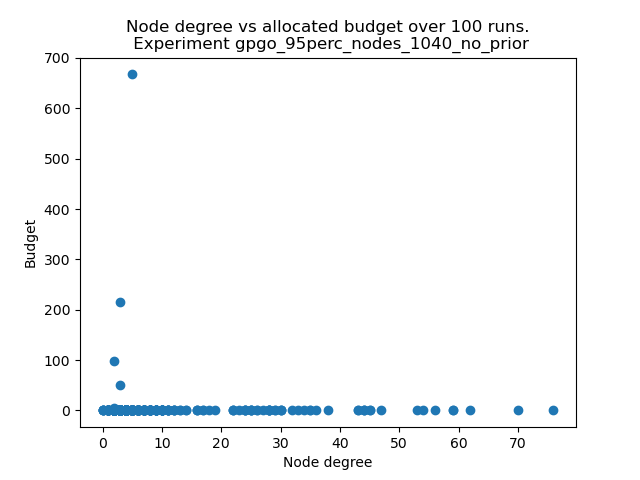 Node degree vs allocated budget over 100 runs.
Experiment gpgo_95perc_nodes_1040_no_prior
700
600
500
400
300
200
100
0
Budget
0 10 20 30 40 50 60 70
Node degree